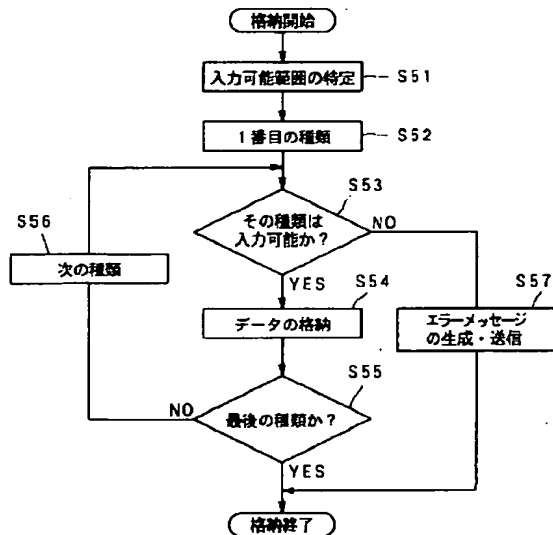 格納開始
入力可能範囲の特定
S51
1番目の種類
S52
S53
その種類は
入力可能か?
NO
YES
S56
次の種類
S54
データの格納
S57
エラーメッセージ
の生成・送信
S55
最後の種類か?
NO
YES
格納終了